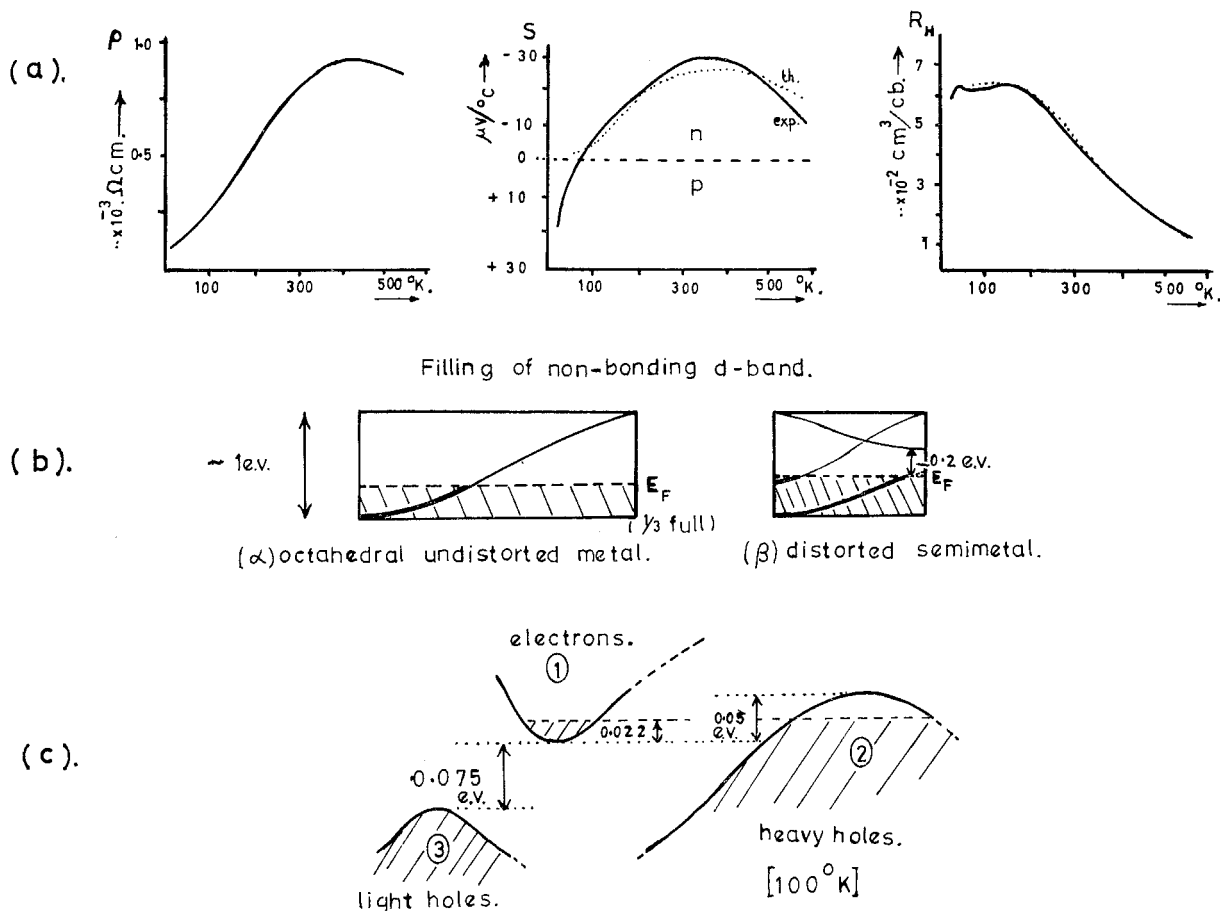 (a).
ρ
1·0
0·5
..x10⁻³.Ωcm.→
100
300
500 °K.
S
μv/°C →
- 30
- 10
0
+ 10
+ 30
th.
exp.
n
p
100
300
500 °K.
R_H
..x10⁻² cm³/cb.→
7
5
3
1
100
300
500 °K.
Filling of non-bonding d-band.
(b).
~ 1e.v.
E_F
(1/3 full)
(α)octahedral undistorted metal.
~0·2 e.v.
E_F
(β) distorted semimetal.
(c).
electrons.
①
0·022
0·05
e.v.
②
0·075
e.v.
③
heavy holes.
light holes.
[100°K]